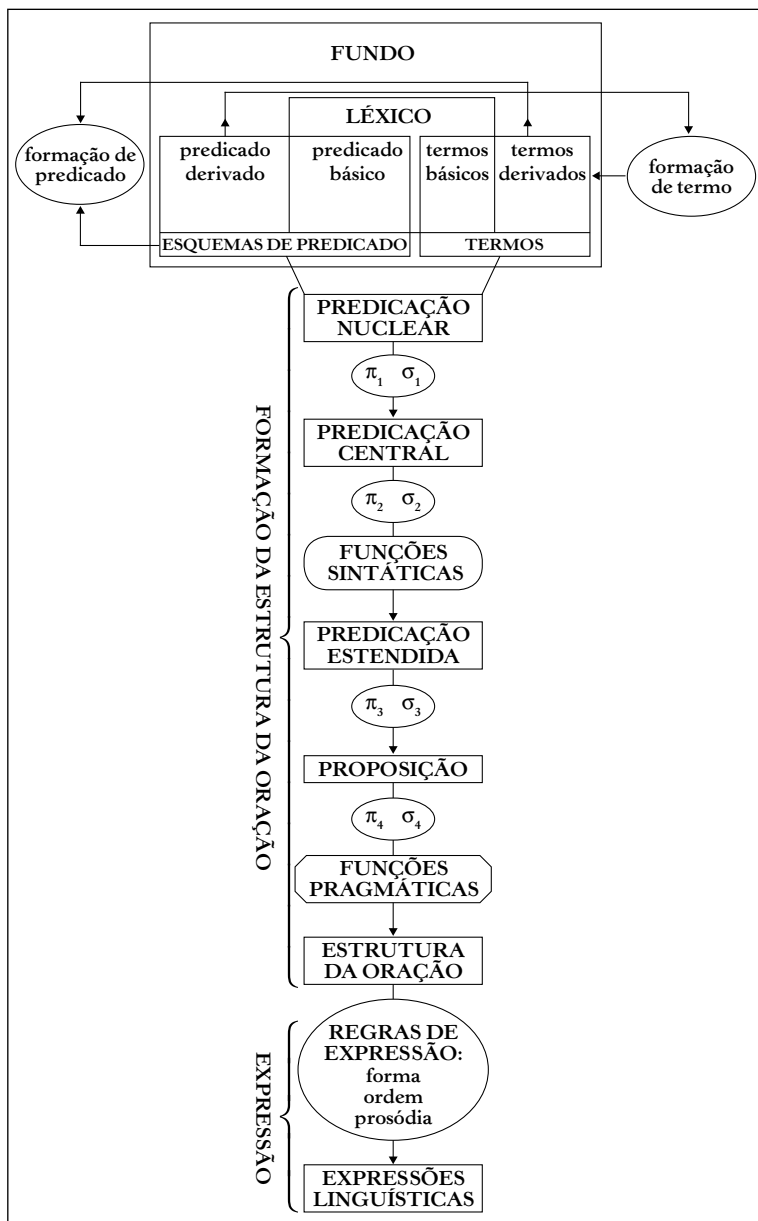 FUNDO
LÉXICO
formação de
predicado
predicado
derivado
predicado
básico
termos
básicos
termos
derivados
formação
de termo
ESQUEMAS DE PREDICADO
TERMOS
FORMAÇÃO DA ESTRUTURA DA ORAÇÃO
PREDICAÇÃO
NUCLEAR
π₁ σ₁
PREDICAÇÃO
CENTRAL
π₂ σ₂
FUNÇÕES
SINTÁTICAS
PREDICAÇÃO
ESTENDIDA
π₃ σ₃
PROPOSIÇÃO
π₄ σ₄
FUNÇÕES
PRAGMÁTICAS
ESTRUTURA
DA ORAÇÃO
EXPRESSÃO
REGRAS DE
EXPRESSÃO:
forma
ordem
prosódia
EXPRESSÕES
LINGUÍSTICAS